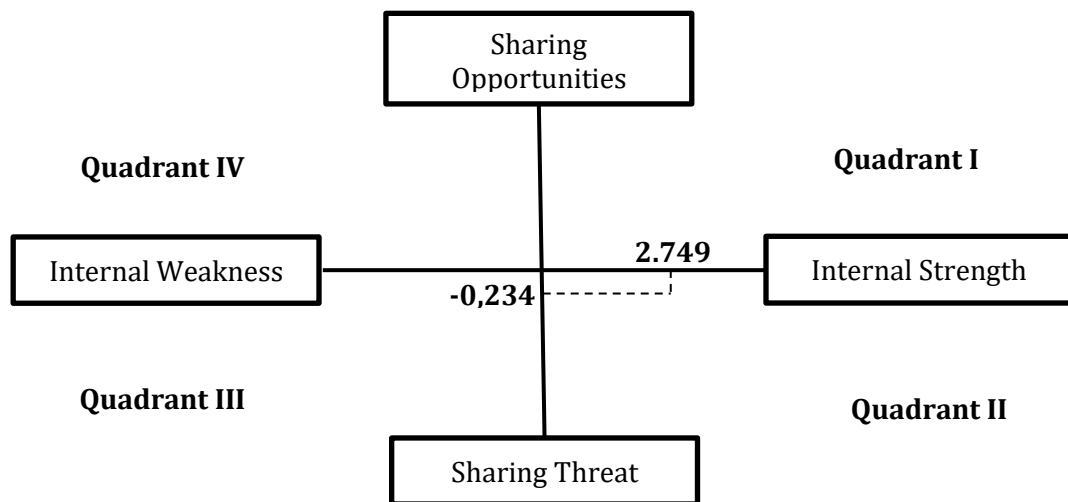 Sharing
Opportunities
Quadrant IV
Quadrant I
Internal Weakness
2.749
Internal Strength
-0,234
Quadrant III
Quadrant II
Sharing Threat